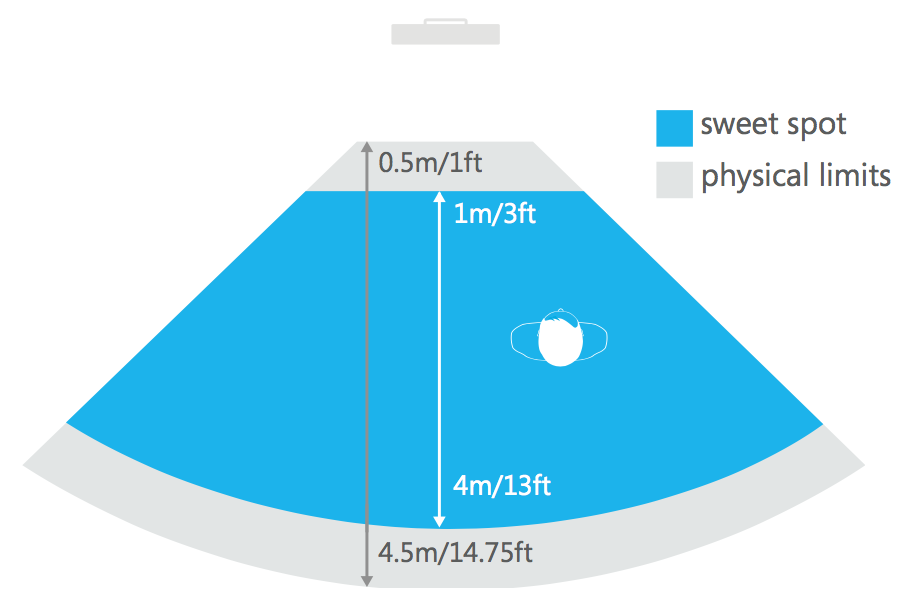 sweet spot
physical limits
0.5m/1ft
1m/3ft
4m/13ft
4.5m/14.75ft